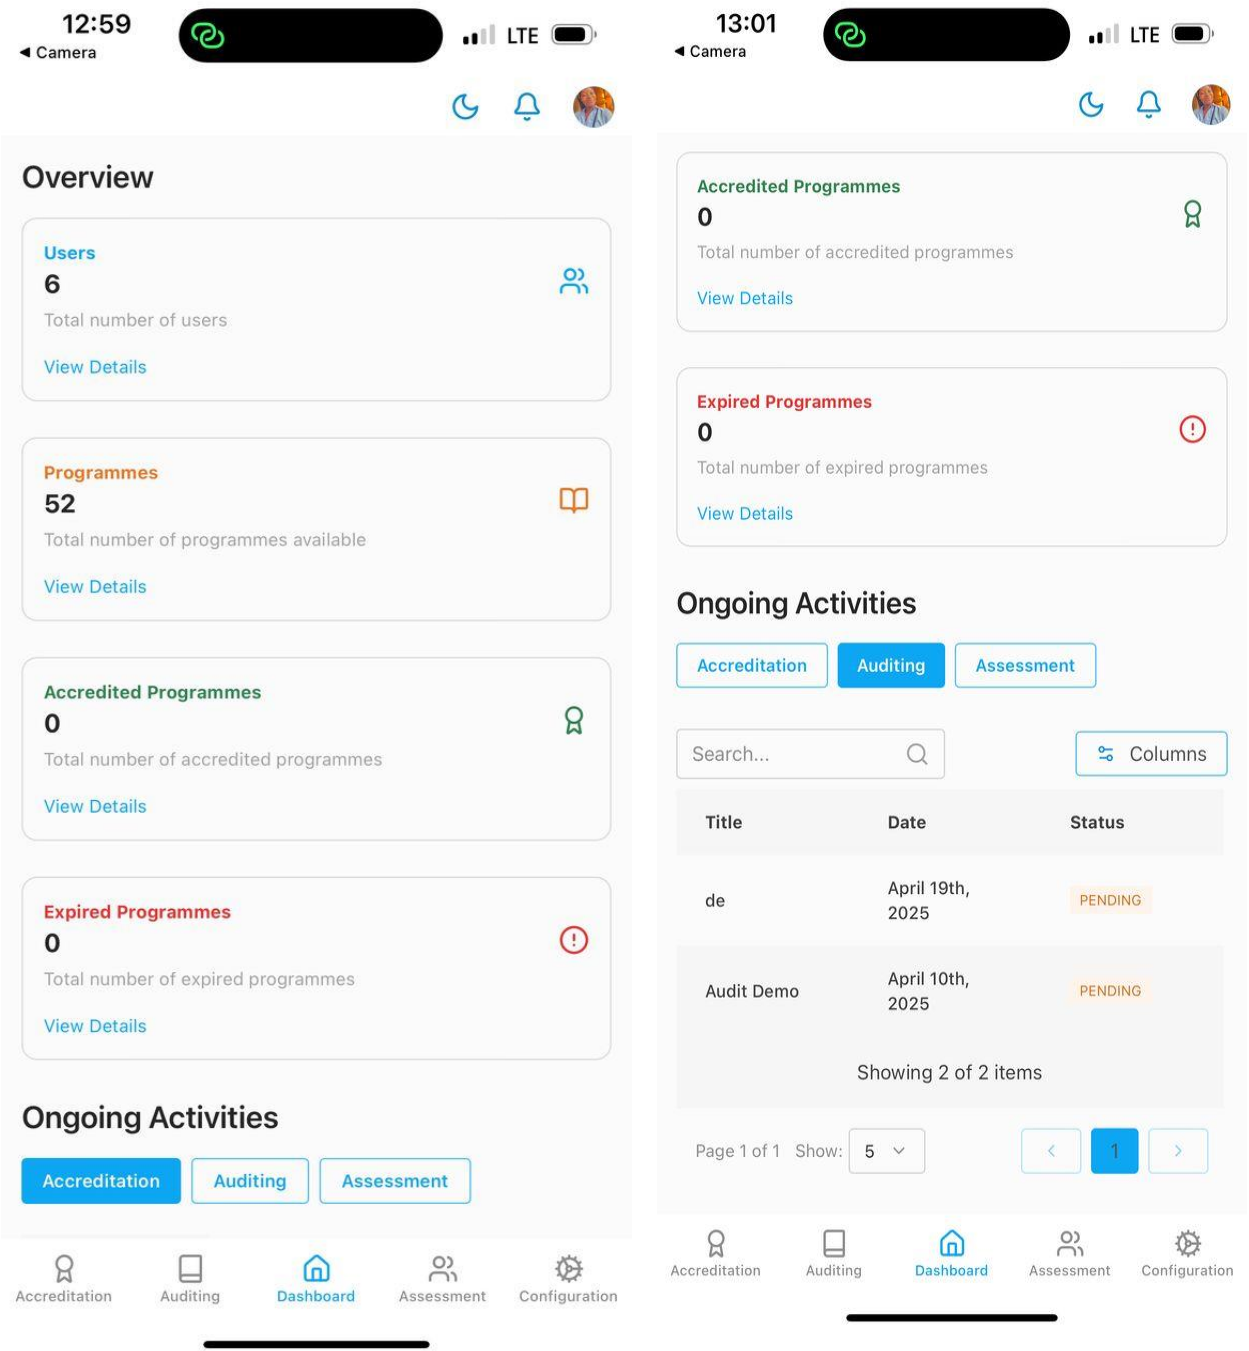 12:59
◀ Camera
LTE
Overview
Users
6
Total number of users
View Details
Programmes
52
Total number of programmes available
View Details
Accredited Programmes
0
Total number of accredited programmes
View Details
Expired Programmes
0
Total number of expired programmes
View Details
Ongoing Activities
Accreditation Auditing Assessment
Accreditation Auditing Dashboard Assessment Configuration
13:01
◀ Camera
LTE
Accredited Programmes
0
Total number of accredited programmes
View Details
Expired Programmes
0
Total number of expired programmes
View Details
Ongoing Activities
Accreditation Auditing Assessment
Search... Columns
Title Date Status
de April 19th, 2025 PENDING
Audit Demo April 10th, 2025 PENDING
Showing 2 of 2 items
Page 1 of 1 Show: 5 < 1 >
Accreditation Auditing Dashboard Assessment Configuration